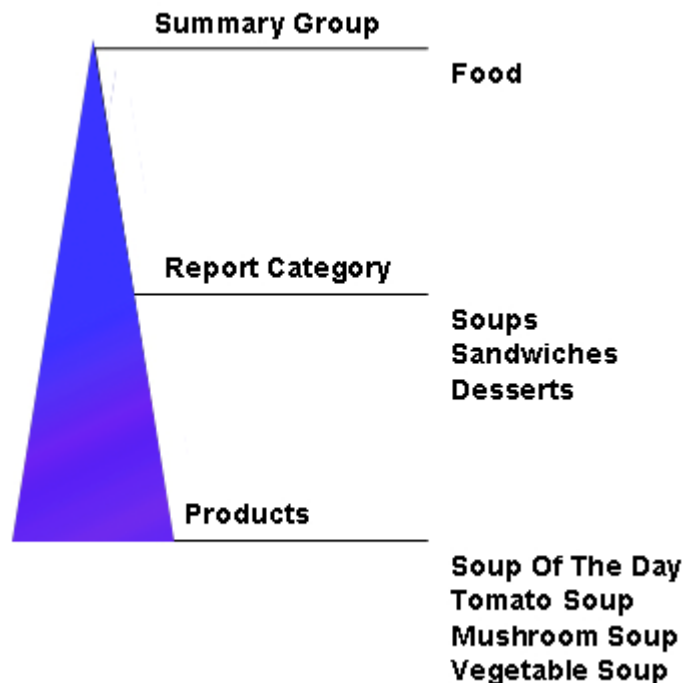 Summary Group
Food
Report Category
Soups
Sandwiches
Desserts
Products
Soup Of The Day
Tomato Soup
Mushroom Soup
Vegetable Soup